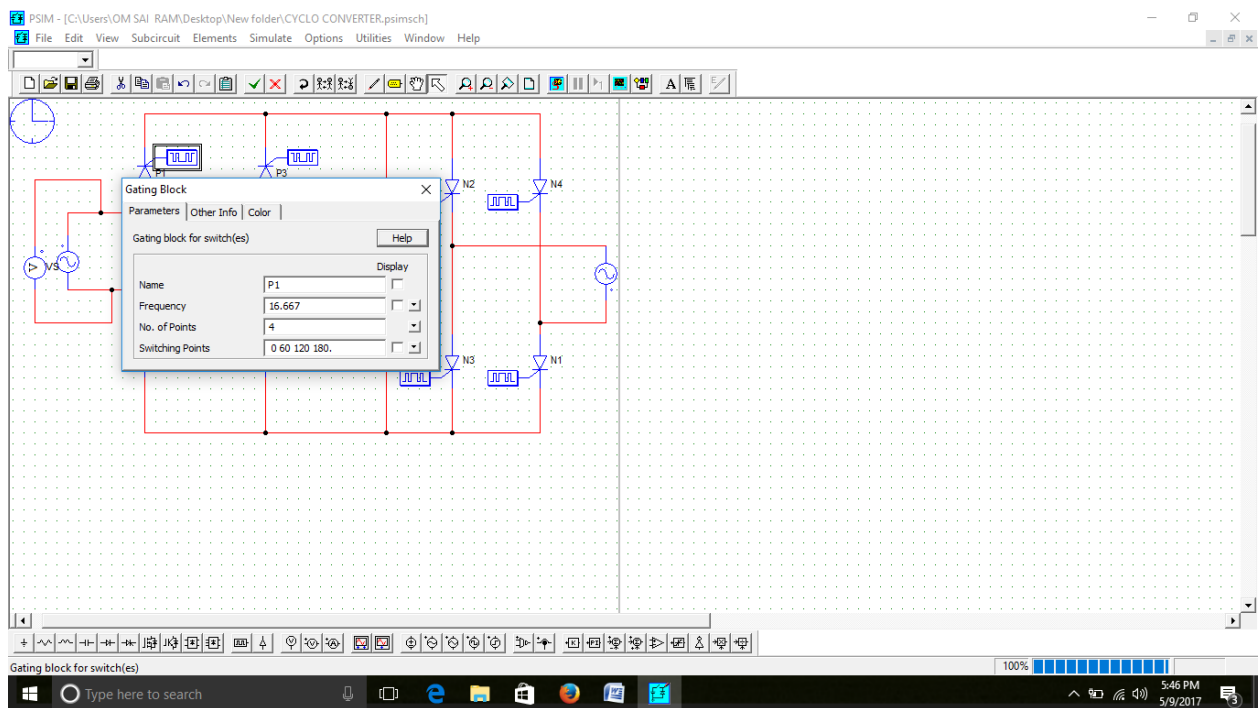 PSIM - [C:\Users\OM SAI RAM\Desktop\New folder\CYCLO CONVERTER.psimsch]
File Edit View Subcircuit Elements Simulate Options Utilities Window Help
P1 P3
N2 N4
Gating Block
Parameters Other Info Color
Gating block for switch(es) Help
Display
Name P1
Frequency 16.667
No. of Points 4
Switching Points 0 60 120 180.
VS
N3 N1
Gating block for switch(es) 100%
Type here to search
5:46 PM
5/9/2017
3